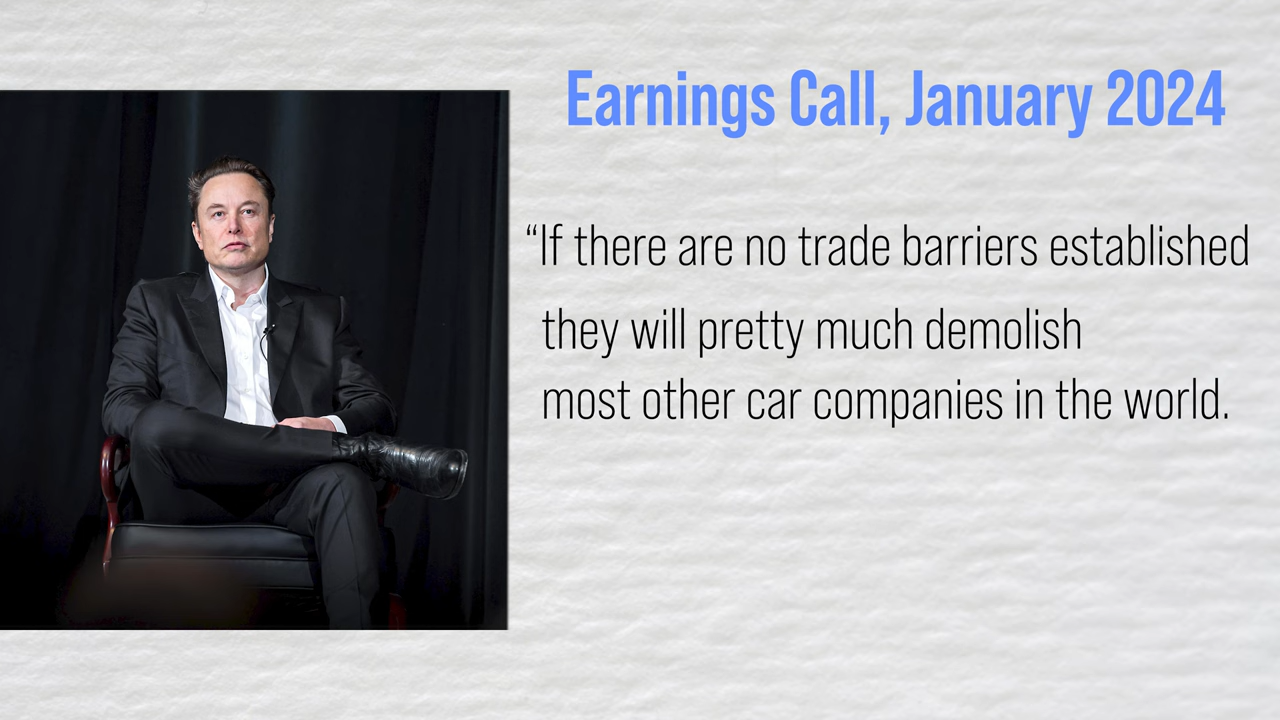 Earnings Call, January 2024
“If there are no trade barriers established
they will pretty much demolish
most other car companies in the world.